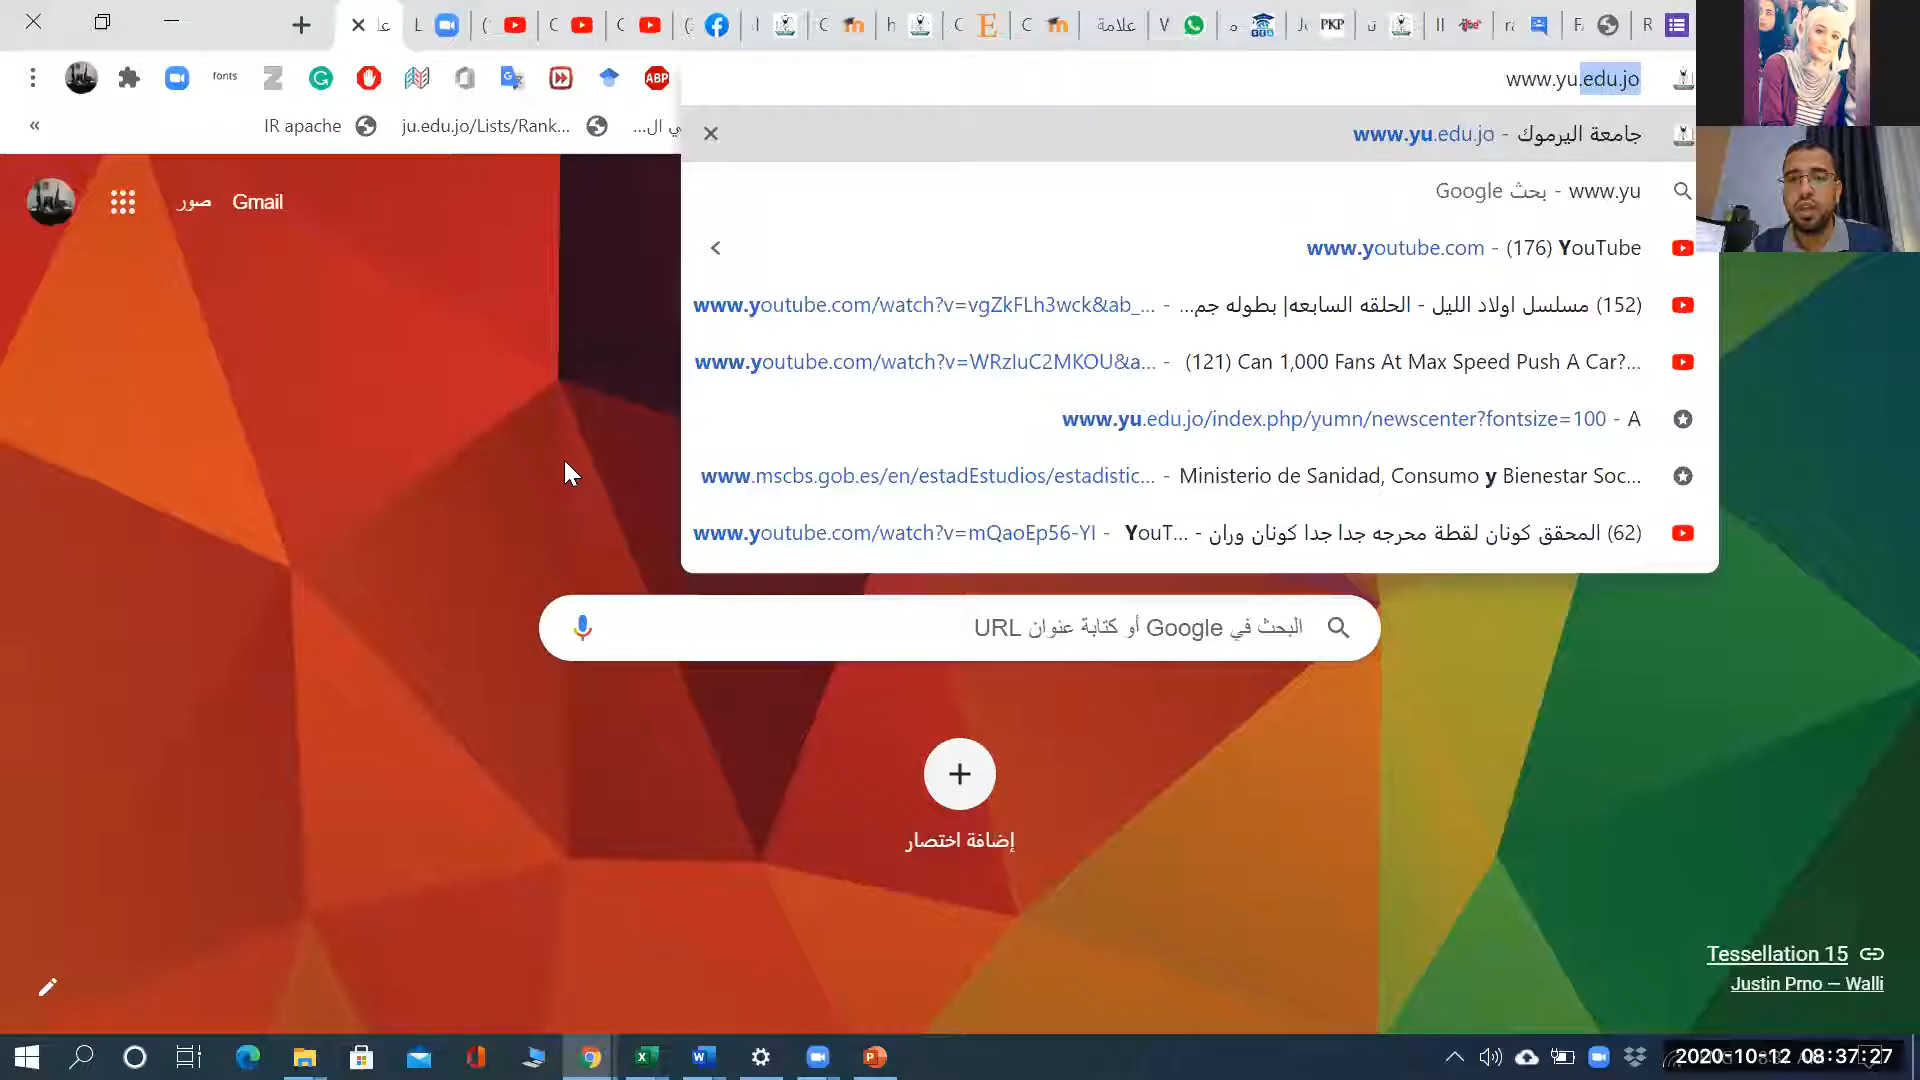 علامة
PKP
fonts
ABP
www.yu.edu.jo
IR apache
ju.edu.jo/Lists/Rank...
ي ال...
www.yu.edu.jo - جامعة اليرموك
www.yu - بحث Google
www.youtube.com - (176) YouTube
www.youtube.com/watch?v=vgZkFLh3wck&ab_... - (152) مسلسل اولاد الليل - الحلقه السابعه| بطوله جم...
www.youtube.com/watch?v=WRzIuC2MKOU&a... - (121) Can 1,000 Fans At Max Speed Push A Car?...
www.yu.edu.jo/index.php/yumn/newscenter?fontsize=100 - A
www.mscbs.gob.es/en/estadEstudios/estadistic... - Ministerio de Sanidad, Consumo y Bienestar Soc...
www.youtube.com/watch?v=mQaoEp56-YI - YouT... - (62) المحقق كونان لقطة محرجه جدا جدا كونان وران
صور
Gmail
البحث في Google أو كتابة عنوان URL
إضافة اختصار
Tessellation 15
Justin Prno — Walli
2020-10-12 08:37:27